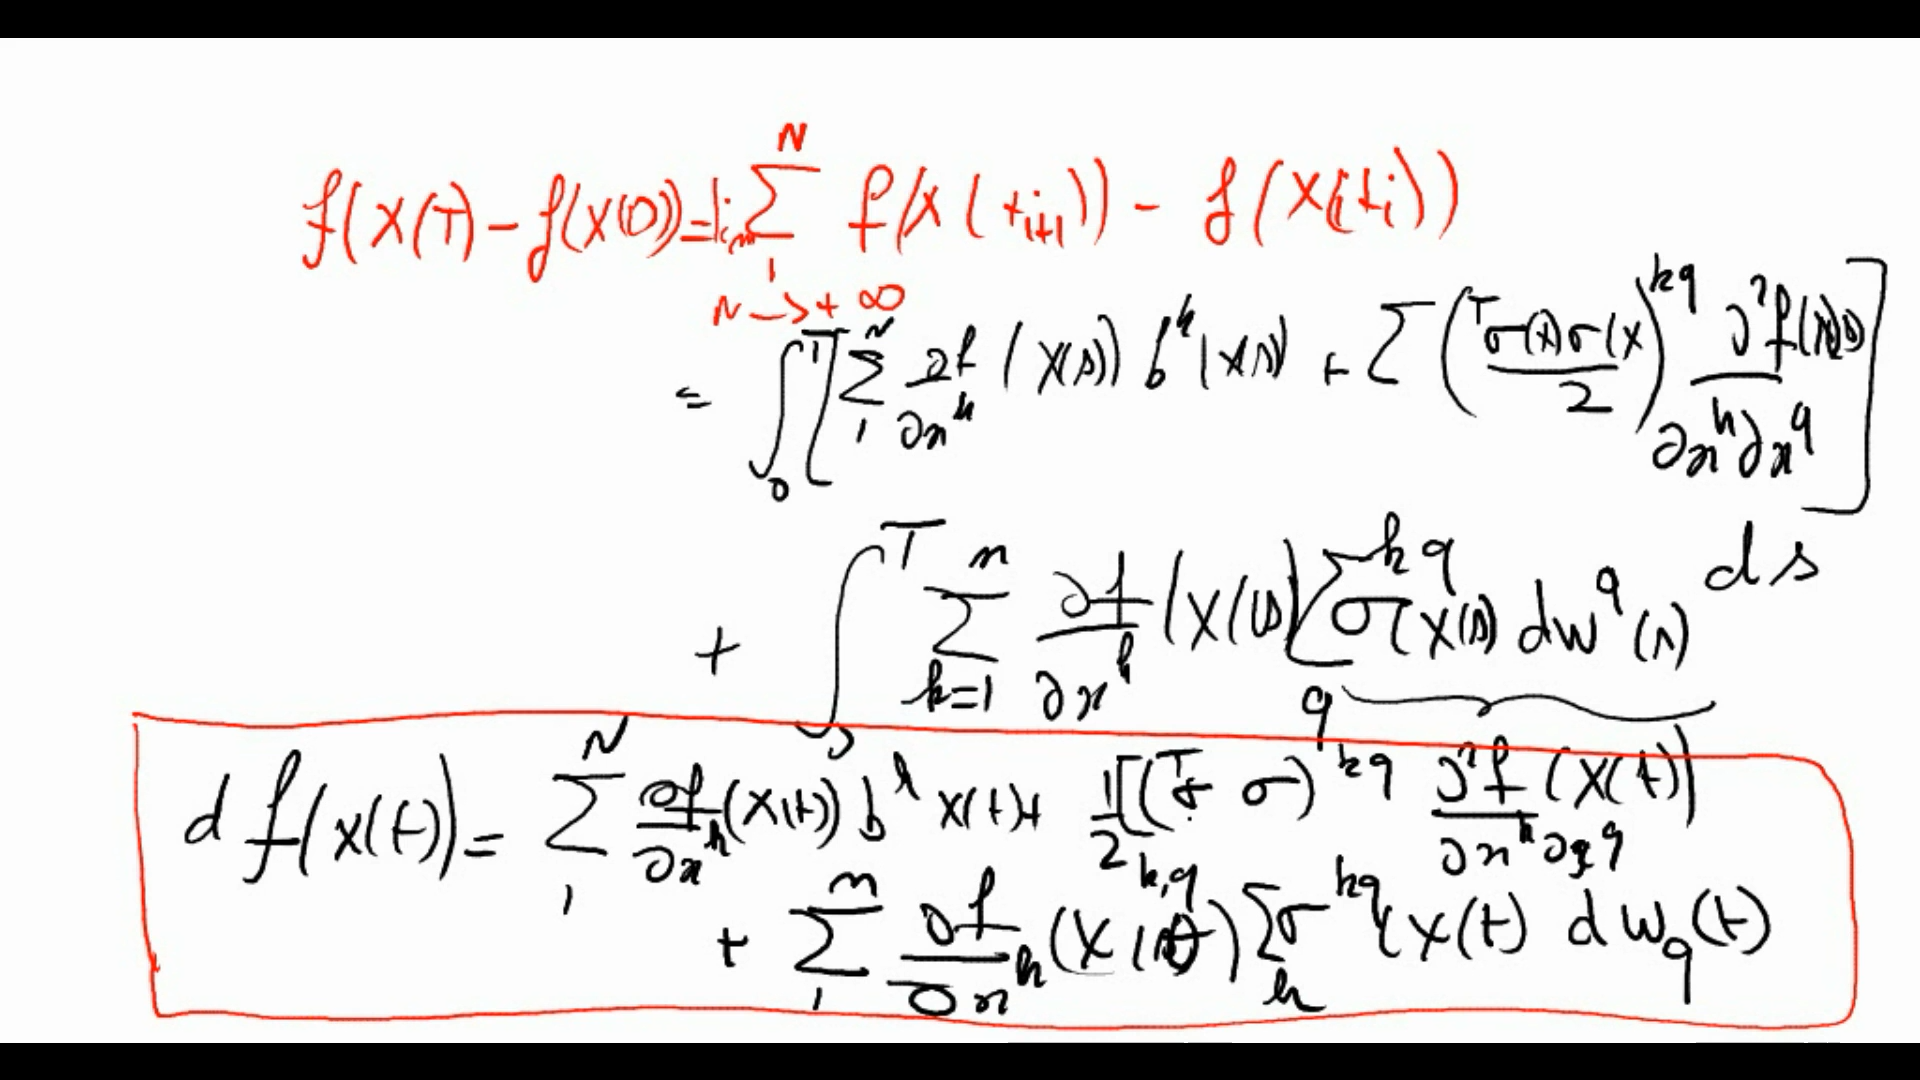 N
f(X(T) - f(X(0)) = lim Σ f(X(t_{i+1})) - f(X(t_i))
1
N -> + ∞
= ∫_0^T [ Σ_1^N ∂f/∂x^k (X(s)) b^k (X(s)) + Σ (^Tσ(x)σ(x)/2)^{kq} ∂²f(X(s))/∂x^k∂x^q ] ds
+ ∫_0^T Σ_{k=1}^n ∂f/∂x^k (X(s)) Σ_q σ^{kq}(X(s)) dw^q(s)
d f(X(t)) = Σ_1^N ∂f/∂x^k (X(t)) b^k X(t) + 1/2 Σ_{k,q} (^Tσ σ)^{kq} ∂²f/∂x^k∂x^q (X(t))
+ Σ_1^n ∂f/∂x^k (X(t)) Σ_k σ^{kq} (X(t) dw_q(t)